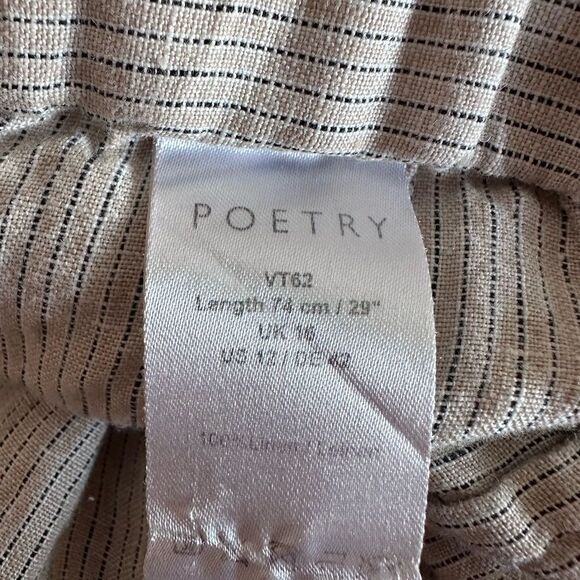 POETRY
VT62
Length 74 cm / 29"
UK 16
US 12 / DE 42
100% Linen / Leinen